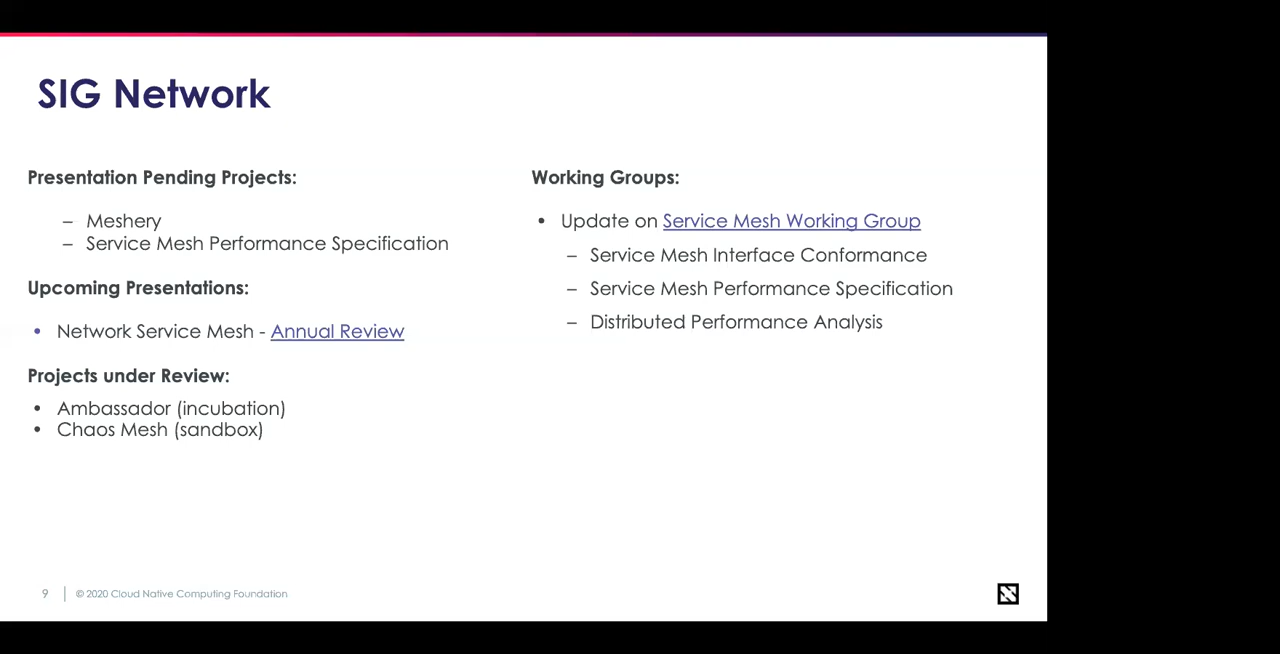 SIG Network
Presentation Pending Projects:
– Meshery
– Service Mesh Performance Specification
Upcoming Presentations:
• Network Service Mesh - Annual Review
Projects under Review:
• Ambassador (incubation)
• Chaos Mesh (sandbox)
Working Groups:
• Update on Service Mesh Working Group
– Service Mesh Interface Conformance
– Service Mesh Performance Specification
– Distributed Performance Analysis
9
© 2020 Cloud Native Computing Foundation